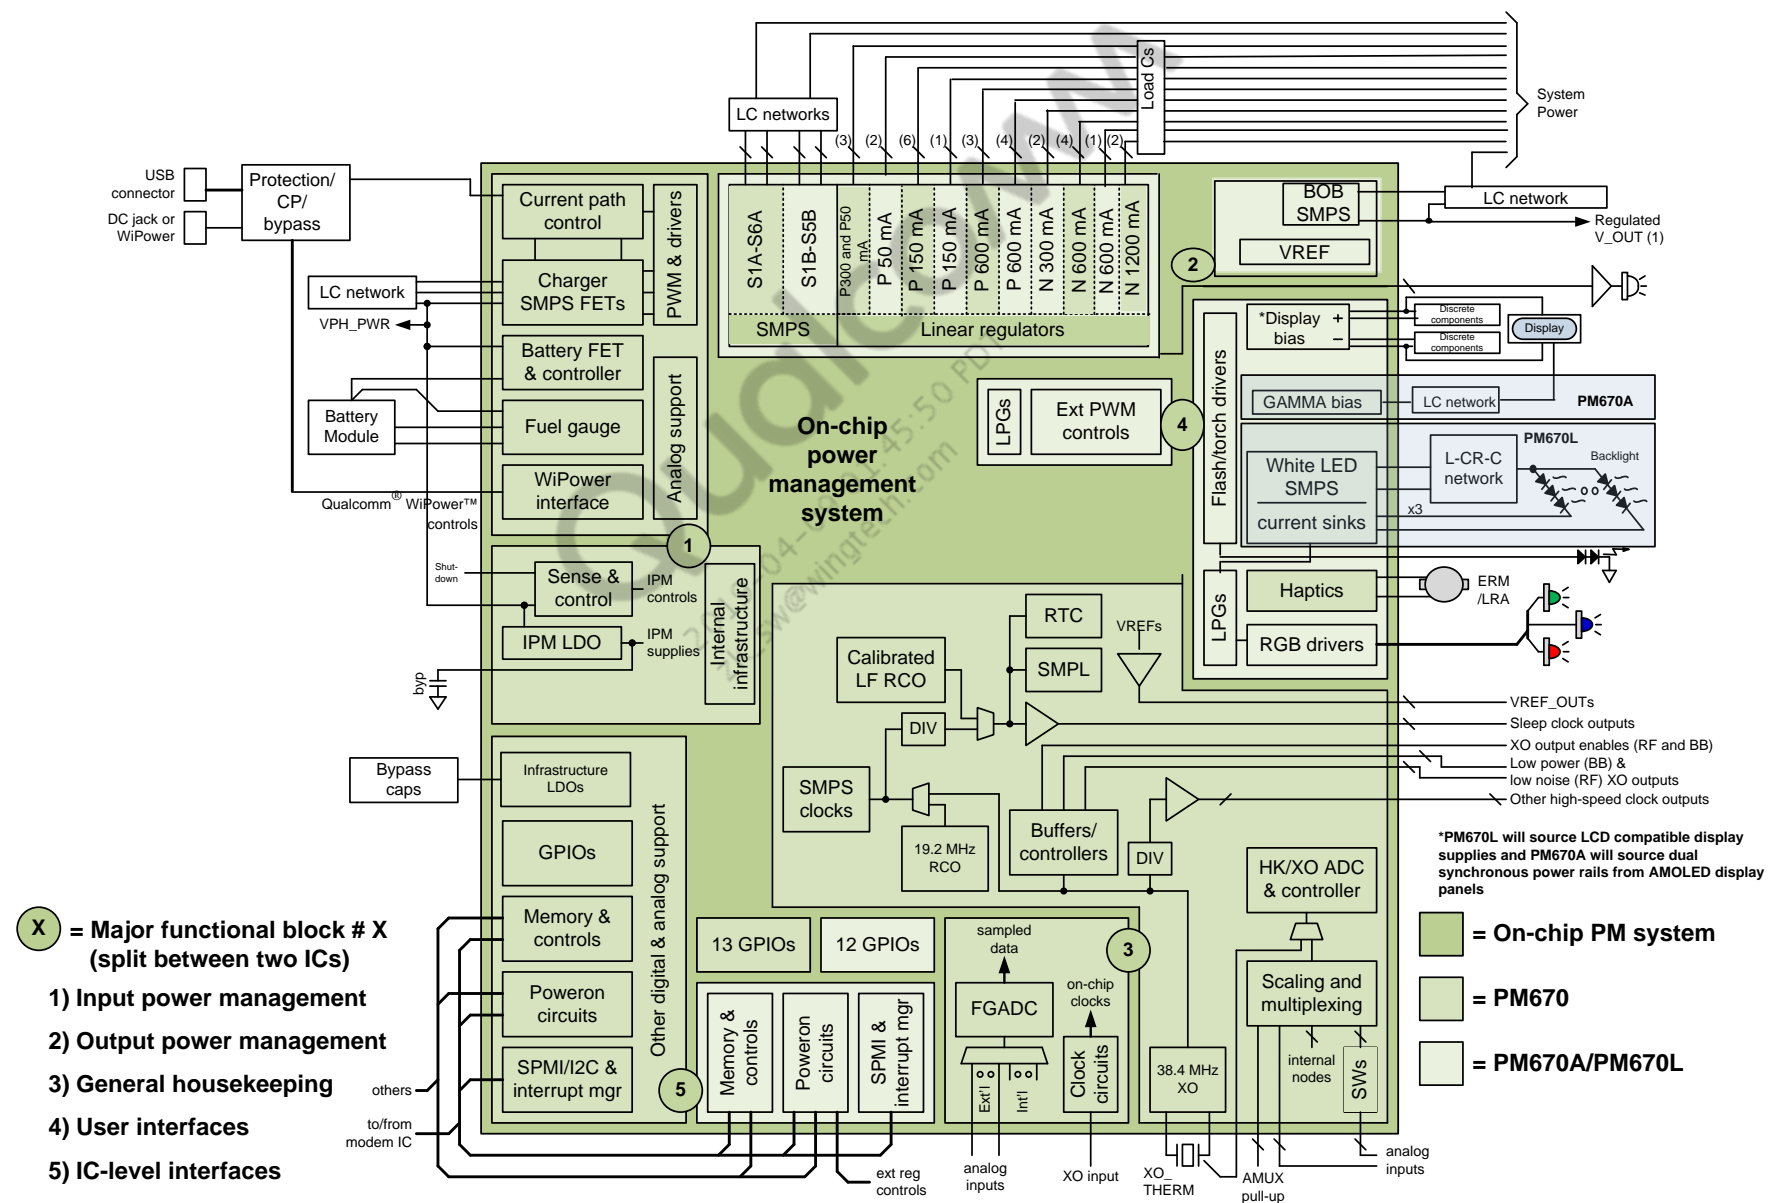 USB
connector
DC jack or
WiPower
Protection/
CP/
bypass
LC network
VPH_PWR
Battery
Module
Qualcomm® WiPower™
controls
Current path
control
Charger
SMPS FETs
PWM & drivers
Battery FET
& controller
Fuel gauge
WiPower
interface
Analog support
1
Shut-
down
Sense &
control
IPM
controls
IPM LDO
IPM
supplies
Internal
infrastructure
byp
Bypass
caps
Infrastructure
LDOs
GPIOs
Memory &
controls
Poweron
circuits
SPMI/I2C &
interrupt mgr
Other digital & analog support
5
others
to/from
modem IC
LC networks
(3)
(2)
(6)
(1)
(3)
(4)
(2)
(4)
(1)
(2)
Load Cs
System
Power
S1A-S6A
S1B-S5B
P300 and P50
mA
P 50 mA
P 150 mA
P 150 mA
P 600 mA
P 600 mA
N 300 mA
N 600 mA
N 600 mA
N 1200 mA
SMPS
Linear regulators
BOB
SMPS
VREF
2
LC network
Regulated
V_OUT (1)
On-chip
power
management
system
LPGs
Ext PWM
controls
4
Flash/torch drivers
*Display
bias
+
−
Discrete
components
Discrete
components
Display
GAMMA bias
LC network
PM670A
PM670L
White LED
SMPS
current sinks
L-CR-C
network
Backlight
x3
LPGs
Haptics
ERM
/LRA
RGB drivers
RTC
SMPL
VREFs
Calibrated
LF RCO
DIV
SMPS
clocks
19.2 MHz
RCO
Buffers/
controllers
DIV
VREF_OUTs
Sleep clock outputs
XO output enables (RF and BB)
Low power (BB) &
low noise (RF) XO outputs
Other high-speed clock outputs
HK/XO ADC
& controller
Scaling and
multiplexing
internal
nodes
SWs
38.4 MHz
XO
13 GPIOs
12 GPIOs
Memory &
controls
Poweron
circuits
SPMI &
interrupt mgr
sampled
data
3
FGADC
on-chip
clocks
Ext'l
Int'l
Clock
circuits
ext reg
controls
analog
inputs
XO input
XO_
THERM
AMUX
pull-up
analog
inputs
*PM670L will source LCD compatible display
supplies and PM670A will source dual
synchronous power rails from AMOLED display
panels
= On-chip PM system
= PM670
= PM670A/PM670L
X = Major functional block # X
(split between two ICs)
1) Input power management
2) Output power management
3) General housekeeping
4) User interfaces
5) IC-level interfaces
Qualcomm